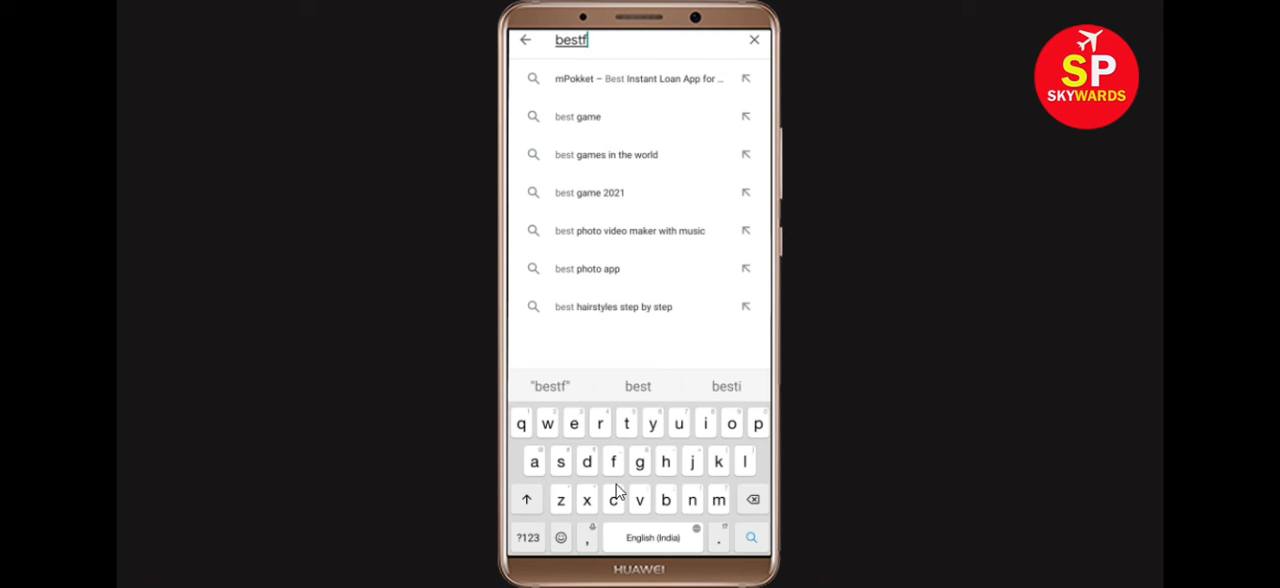 bestf
mPokket – Best Instant Loan App for ...
best game
best games in the world
best game 2021
best photo video maker with music
best photo app
best hairstyles step by step
"bestf" best besti
q w e r t y u i o p
a s d f g h j k l
z x c v b n m
?123 , English (India) .
HUAWEI
SP
SKYWARDS